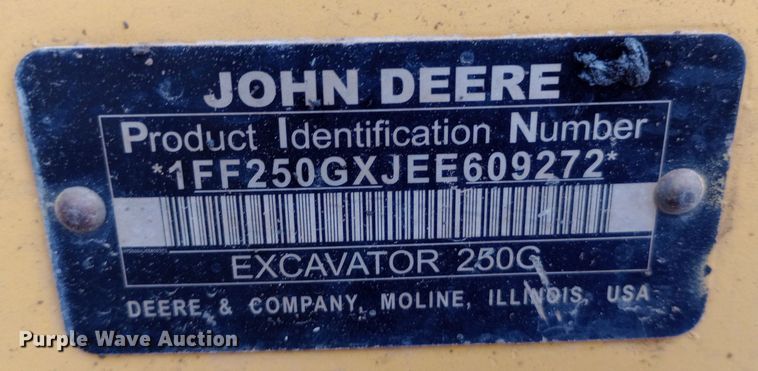 JOHN DEERE
Product Identification Number
*1FF250GXJEE609272*
EXCAVATOR 250G
DEERE & COMPANY, MOLINE, ILLINOIS, USA
Purple Wave Auction